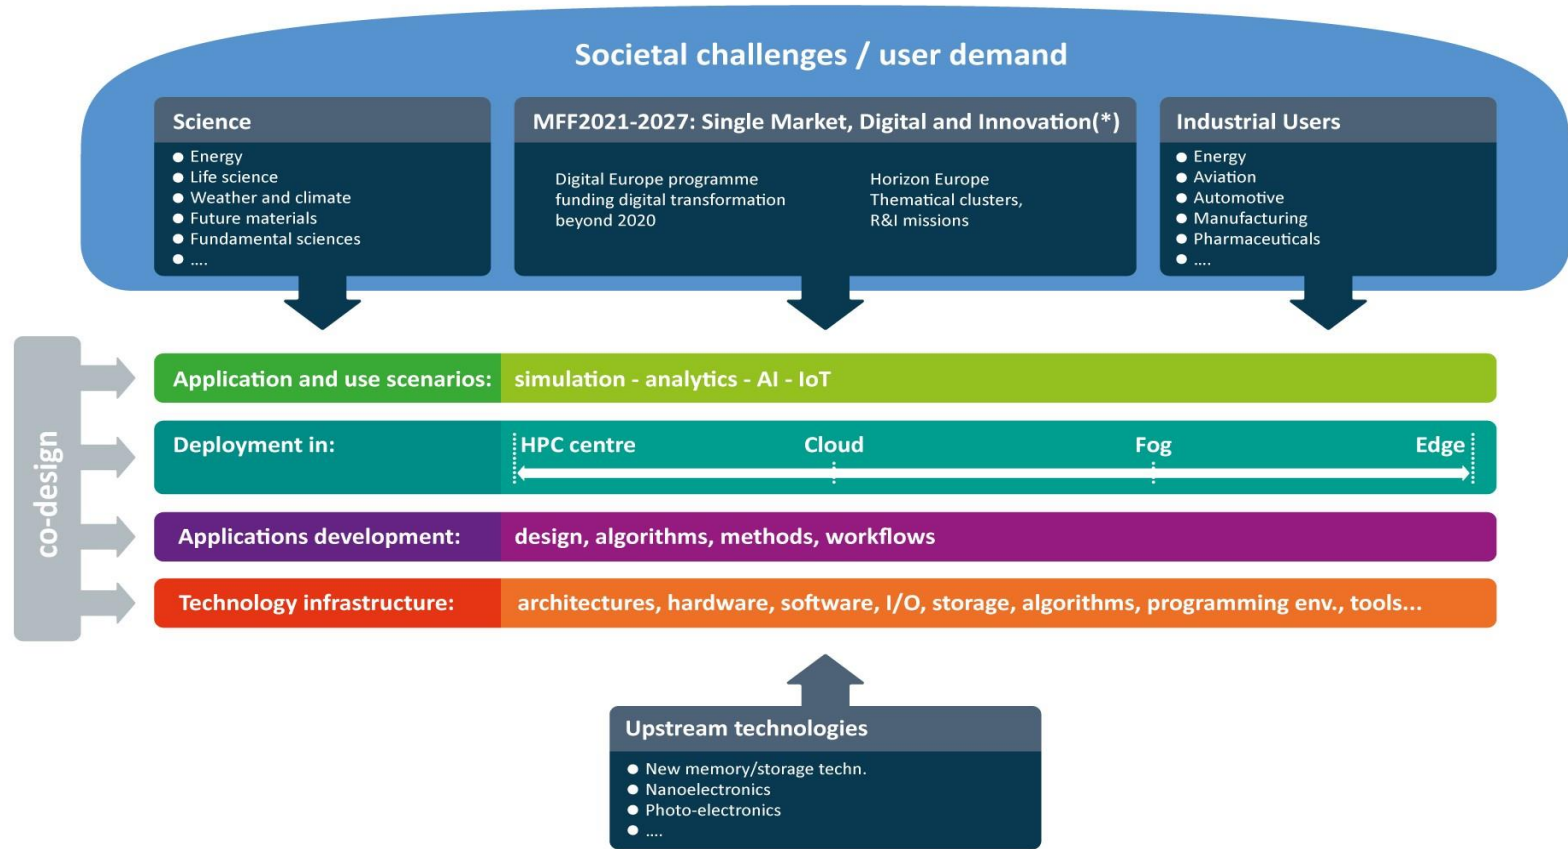 Societal challenges / user demand
Science
● Energy
● Life science
● Weather and climate
● Future materials
● Fundamental sciences
● ....
MFF2021-2027: Single Market, Digital and Innovation(*)
Digital Europe programme
funding digital transformation
beyond 2020
Horizon Europe
Thematical clusters,
R&I missions
Industrial Users
● Energy
● Aviation
● Automotive
● Manufacturing
● Pharmaceuticals
● ....
co-design
Application and use scenarios: simulation - analytics - AI - IoT
Deployment in: HPC centre Cloud Fog Edge
Applications development: design, algorithms, methods, workflows
Technology infrastructure: architectures, hardware, software, I/O, storage, algorithms, programming env., tools...
Upstream technologies
● New memory/storage techn.
● Nanoelectronics
● Photo-electronics
● ....